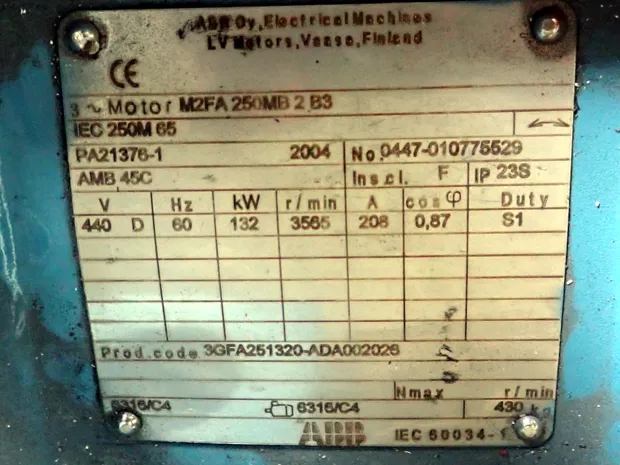 ABB Oy, Electrical Machines
LV Motors, Vaasa, Finland
CE
3 ~ Motor M2FA 250MB 2 B3
IEC 250M 65
PA21376-1 2004 No 0447-010775529
AMB 45C Ins.cl. F IP 23S
V Hz kW r/min A cosφ Duty
440 D 60 132 3565 208 0,87 S1
Prod.code 3GFA251320-ADA002026
Nmax r/min
6316/C4 6316/C4 430 kg
ABB IEC 60034-1